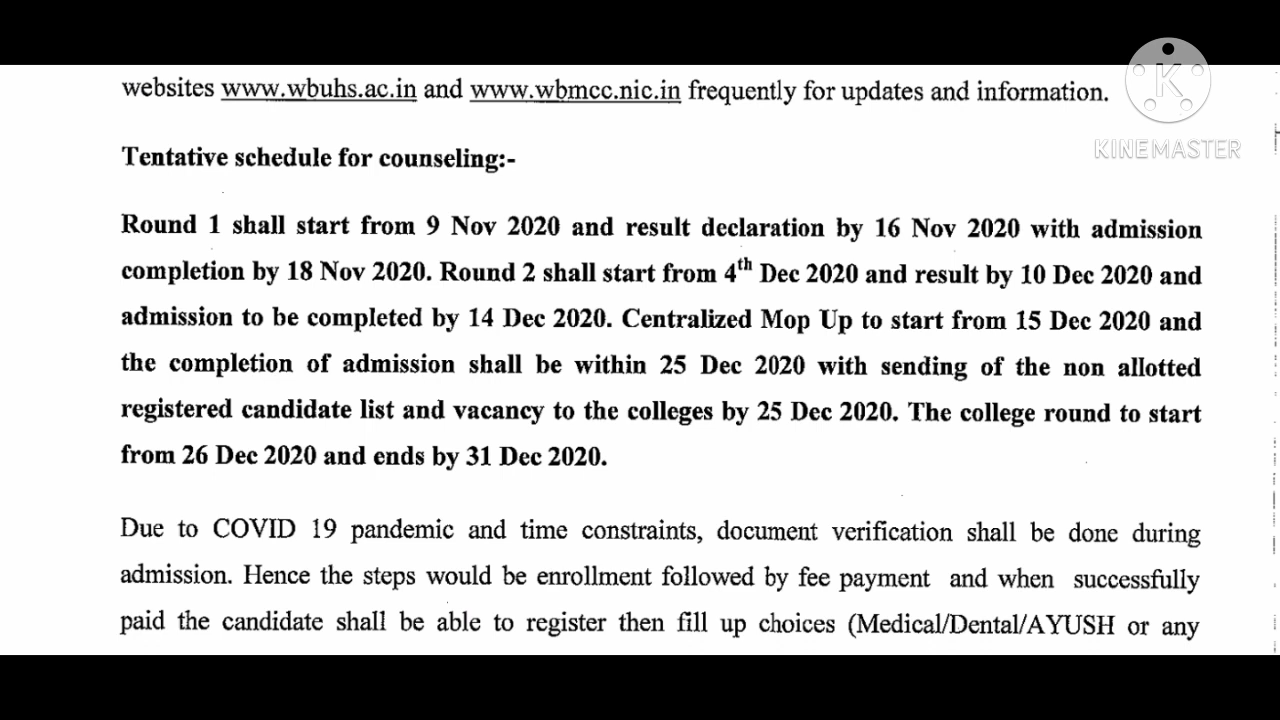 websites www.wbuhs.ac.in and www.wbmcc.nic.in frequently for updates and information.
KINEMASTER
Tentative schedule for counseling:-
Round 1 shall start from 9 Nov 2020 and result declaration by 16 Nov 2020 with admission
completion by 18 Nov 2020. Round 2 shall start from 4th Dec 2020 and result by 10 Dec 2020 and
admission to be completed by 14 Dec 2020. Centralized Mop Up to start from 15 Dec 2020 and
the completion of admission shall be within 25 Dec 2020 with sending of the non allotted
registered candidate list and vacancy to the colleges by 25 Dec 2020. The college round to start
from 26 Dec 2020 and ends by 31 Dec 2020.
Due to COVID 19 pandemic and time constraints, document verification shall be done during
admission. Hence the steps would be enrollment followed by fee payment and when successfully
paid the candidate shall be able to register then fill up choices (Medical/Dental/AYUSH or any